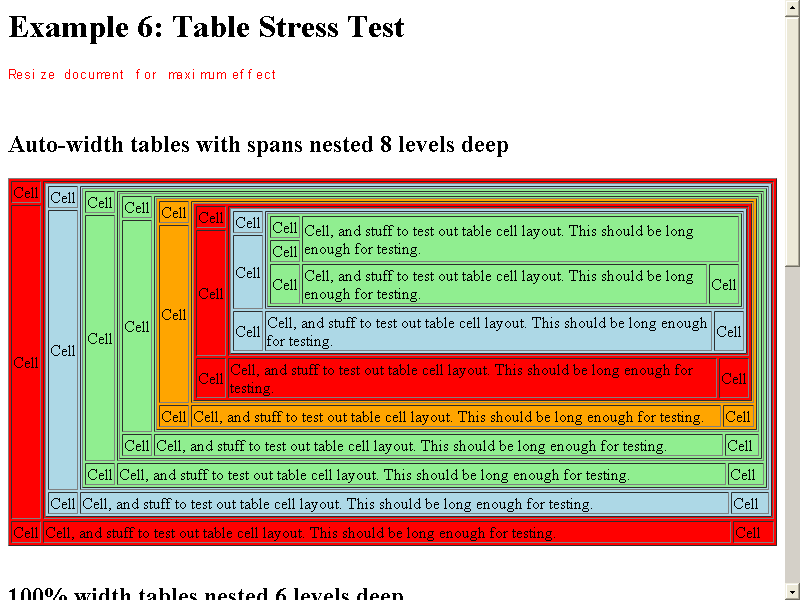 Example 6: Table Stress Test
Resize document for maximum effect
Auto-width tables with spans nested 8 levels deep
Cell
Cell
Cell
Cell
Cell
Cell
Cell
Cell
Cell, and stuff to test out table cell layout. This should be long
enough for testing.
Cell
Cell
Cell
Cell, and stuff to test out table cell layout. This should be long
enough for testing.
Cell
Cell
Cell, and stuff to test out table cell layout. This should be long enough
for testing.
Cell
Cell
Cell
Cell, and stuff to test out table cell layout. This should be long enough for
testing.
Cell
Cell
Cell
Cell, and stuff to test out table cell layout. This should be long enough for testing.
Cell
Cell
Cell
Cell, and stuff to test out table cell layout. This should be long enough for testing.
Cell
Cell
Cell
Cell, and stuff to test out table cell layout. This should be long enough for testing.
Cell
Cell
Cell
Cell, and stuff to test out table cell layout. This should be long enough for testing.
Cell
Cell
Cell
Cell, and stuff to test out table cell layout. This should be long enough for testing.
Cell
100% width tables nested 6 levels deep